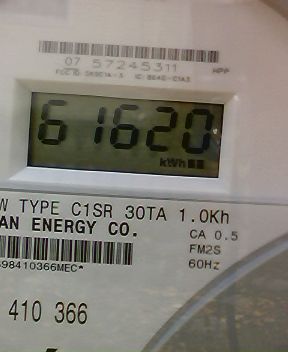 07 57245311
61620
kWh
W TYPE C1SR 30TA 1.0Kh
AN ENERGY CO.
CA 0.5
FM2S
60Hz
98410366MEC*
410 366